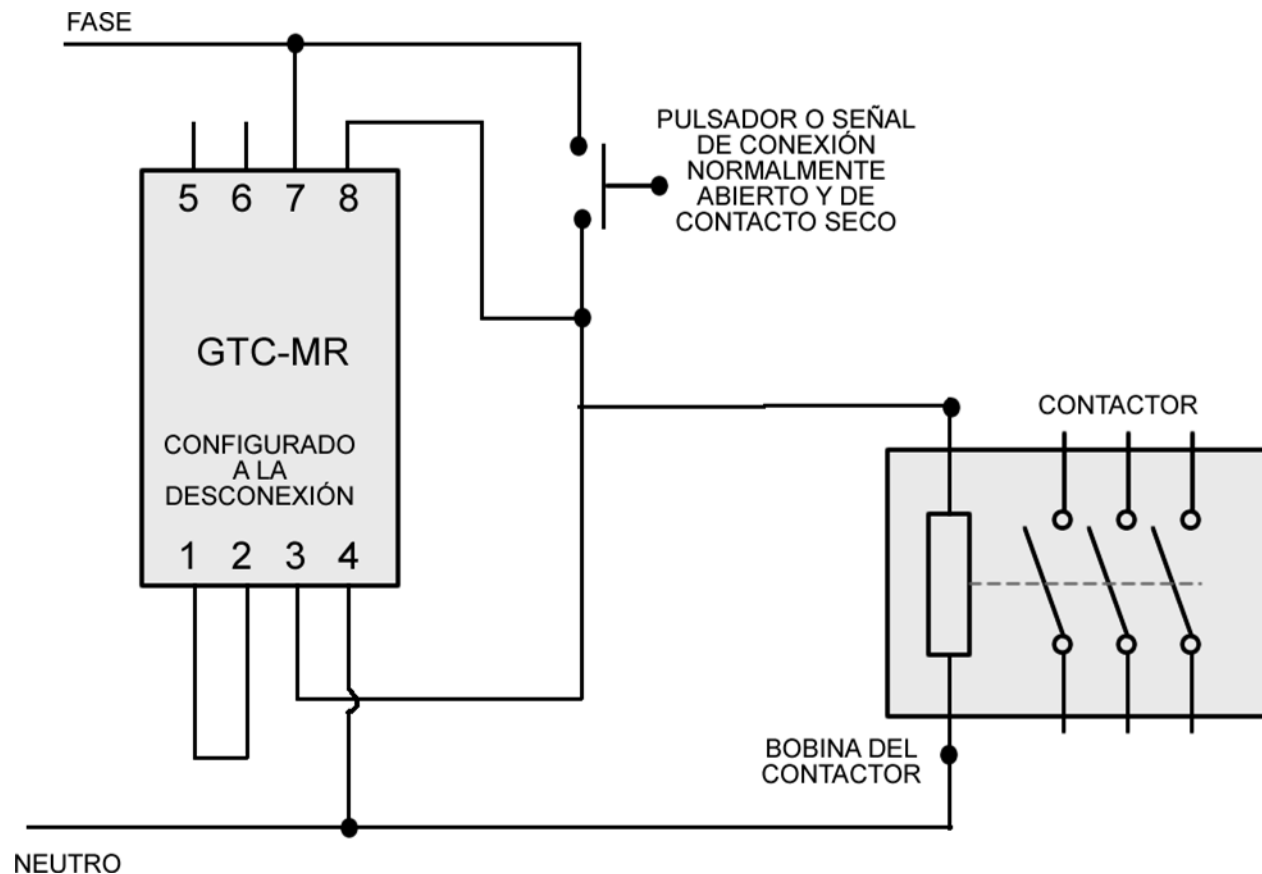 FASE
PULSADOR O SEÑAL
DE CONEXIÓN
NORMALMENTE
ABIERTO Y DE
CONTACTO SECO
5 6 7 8
GTC-MR
CONFIGURADO
A LA
DESCONEXIÓN
1 2 3 4
CONTACTOR
BOBINA DEL
CONTACTOR
NEUTRO